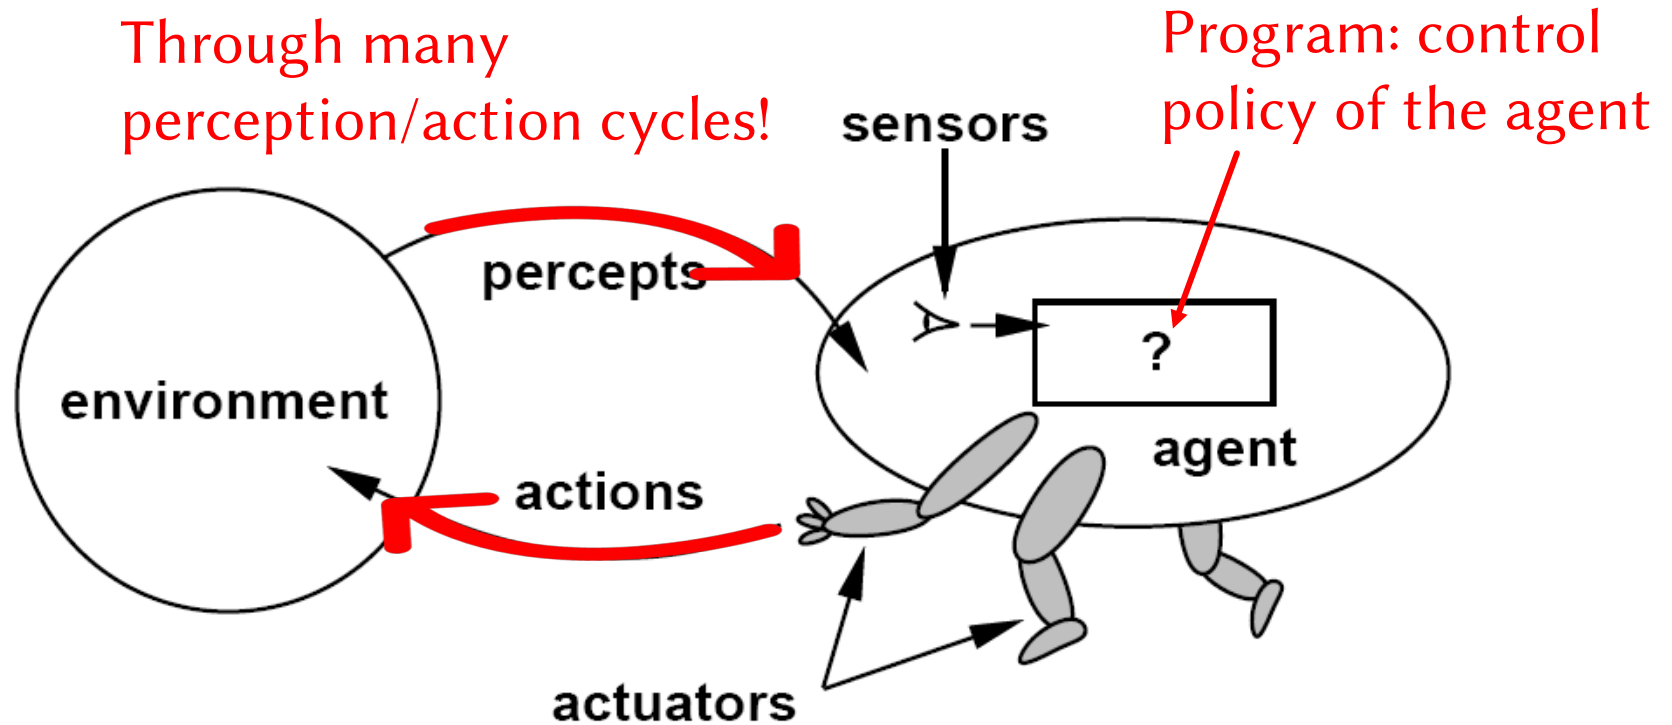 Through many
perception/action cycles!
Program: control
policy of the agent
sensors
percepts
environment
?
agent
actions
actuators